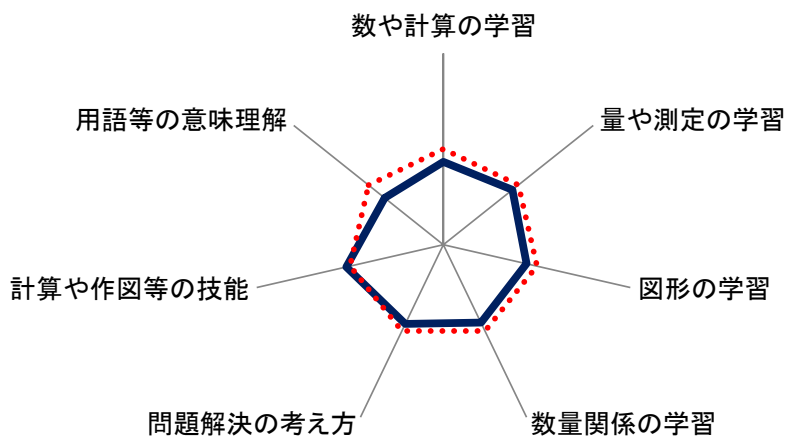 数や計算の学習
用語等の意味理解
量や測定の学習
計算や作図等の技能
図形の学習
問題解決の考え方
数量関係の学習